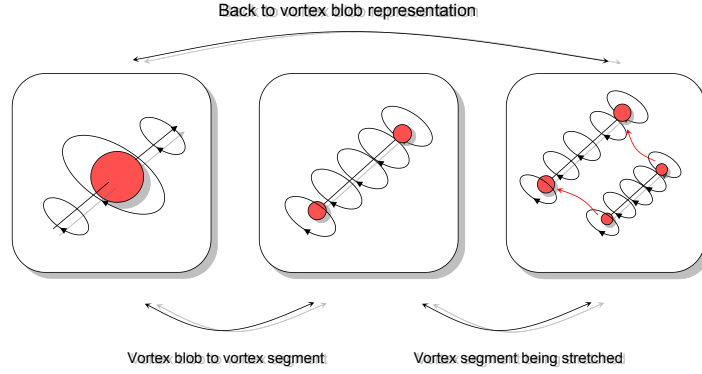 Back to vortex blob representation
Vortex blob to vortex segment
Vortex segment being stretched